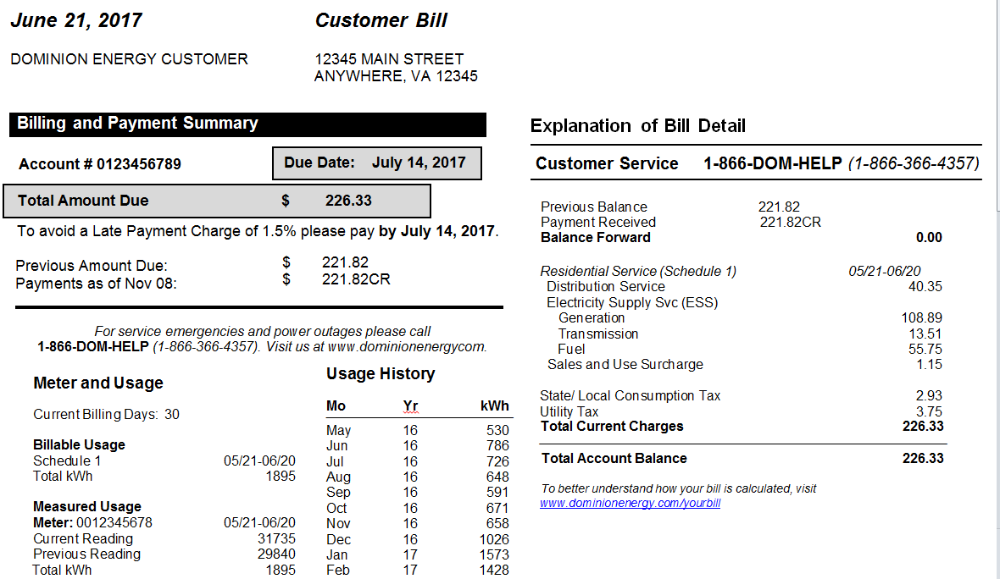 June 21, 2017
Customer Bill
DOMINION ENERGY CUSTOMER
12345 MAIN STREET
ANYWHERE, VA 12345
Billing and Payment Summary
Account # 0123456789
Due Date: July 14, 2017
Total Amount Due $ 226.33
To avoid a Late Payment Charge of 1.5% please pay by July 14, 2017.
Previous Amount Due: $ 221.82
Payments as of Nov 08: $ 221.82CR
For service emergencies and power outages please call
1-866-DOM-HELP (1-866-366-4357). Visit us at www.dominionenergycom.
Meter and Usage
Current Billing Days: 30
Billable Usage
Schedule 1 05/21-06/20
Total kWh 1895
Measured Usage
Meter: 0012345678 05/21-06/20
Current Reading 31735
Previous Reading 29840
Total kWh 1895
Usage History
Mo Yr kWh
May 16 530
Jun 16 786
Jul 16 726
Aug 16 648
Sep 16 591
Oct 16 671
Nov 16 658
Dec 16 1026
Jan 17 1573
Feb 17 1428
Explanation of Bill Detail
Customer Service 1-866-DOM-HELP (1-866-366-4357)
Previous Balance 221.82
Payment Received 221.82CR
Balance Forward 0.00
Residential Service (Schedule 1) 05/21-06/20
Distribution Service 40.35
Electricity Supply Svc (ESS)
Generation 108.89
Transmission 13.51
Fuel 55.75
Sales and Use Surcharge 1.15
State/ Local Consumption Tax 2.93
Utility Tax 3.75
Total Current Charges 226.33
Total Account Balance 226.33
To better understand how your bill is calculated, visit
www.dominionenergy.com/yourbill